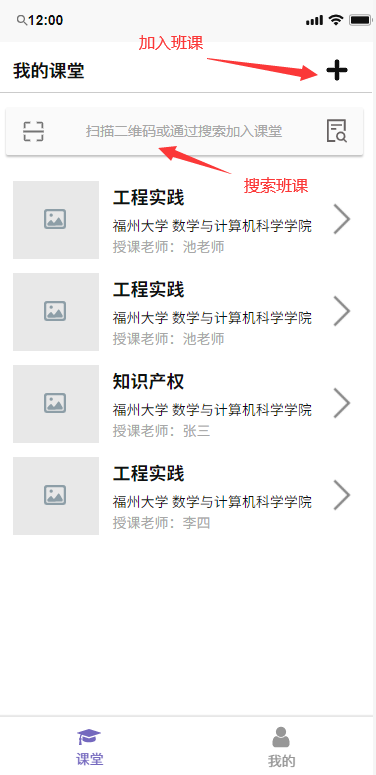 12:00
加入班课
我的课堂
扫描二维码或通过搜索加入课堂
搜索班课
工程实践
福州大学 数学与计算机科学学院
授课老师：池老师
工程实践
福州大学 数学与计算机科学学院
授课老师：池老师
知识产权
福州大学 数学与计算机科学学院
授课老师：张三
工程实践
福州大学 数学与计算机科学学院
授课老师：李四
课堂
我的